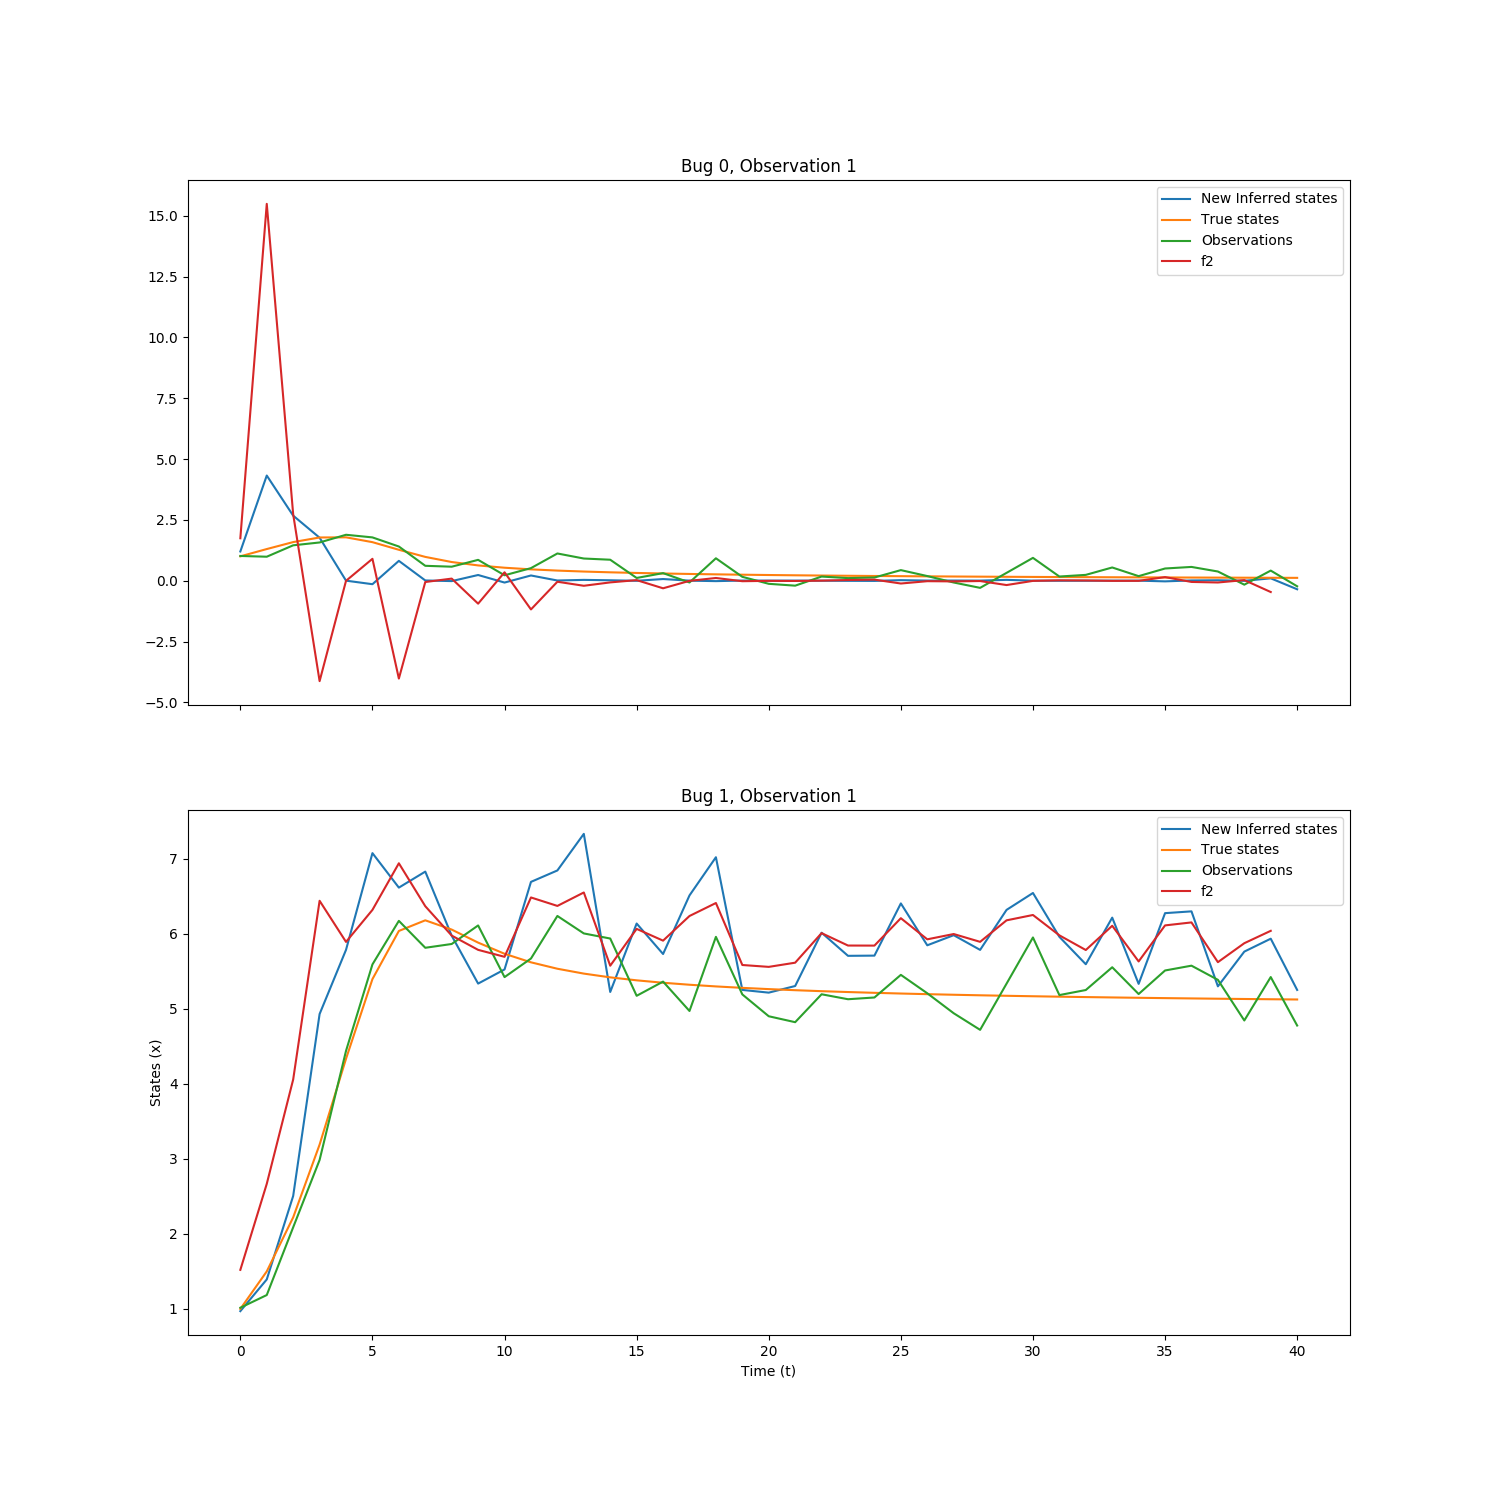 Bug 0, Observation 1
New Inferred states
True states
Observations
f2
15.0
12.5
10.0
7.5
5.0
2.5
0.0
−2.5
−5.0
Bug 1, Observation 1
New Inferred states
True states
Observations
f2
7
6
5
4
3
2
1
States (x)
0 5 10 15 20 25 30 35 40
Time (t)